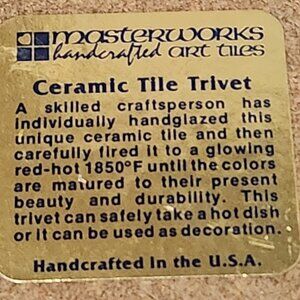 masterworks
handcrafted ART TILES
Ceramic Tile Trivet
A skilled craftsperson has
individually handglazed this
unique ceramic tile and then
carefully fired it to a glowing
red-hot 1850°F until the colors
are matured to their present
beauty and durability. This
trivet can safely take a hot dish
or it can be used as decoration.
Handcrafted in the U.S.A.